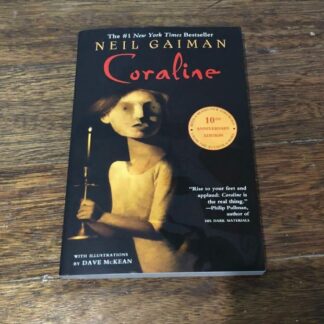 The #1 New York Times Bestseller
NEIL GAIMAN
Coraline
10TH
ANNIVERSARY
EDITION
"Rise to your feet and
applaud: Coraline is
the real thing."
—Philip Pullman,
author of
HIS DARK MATERIALS
WITH ILLUSTRATIONS
BY DAVE McKEAN